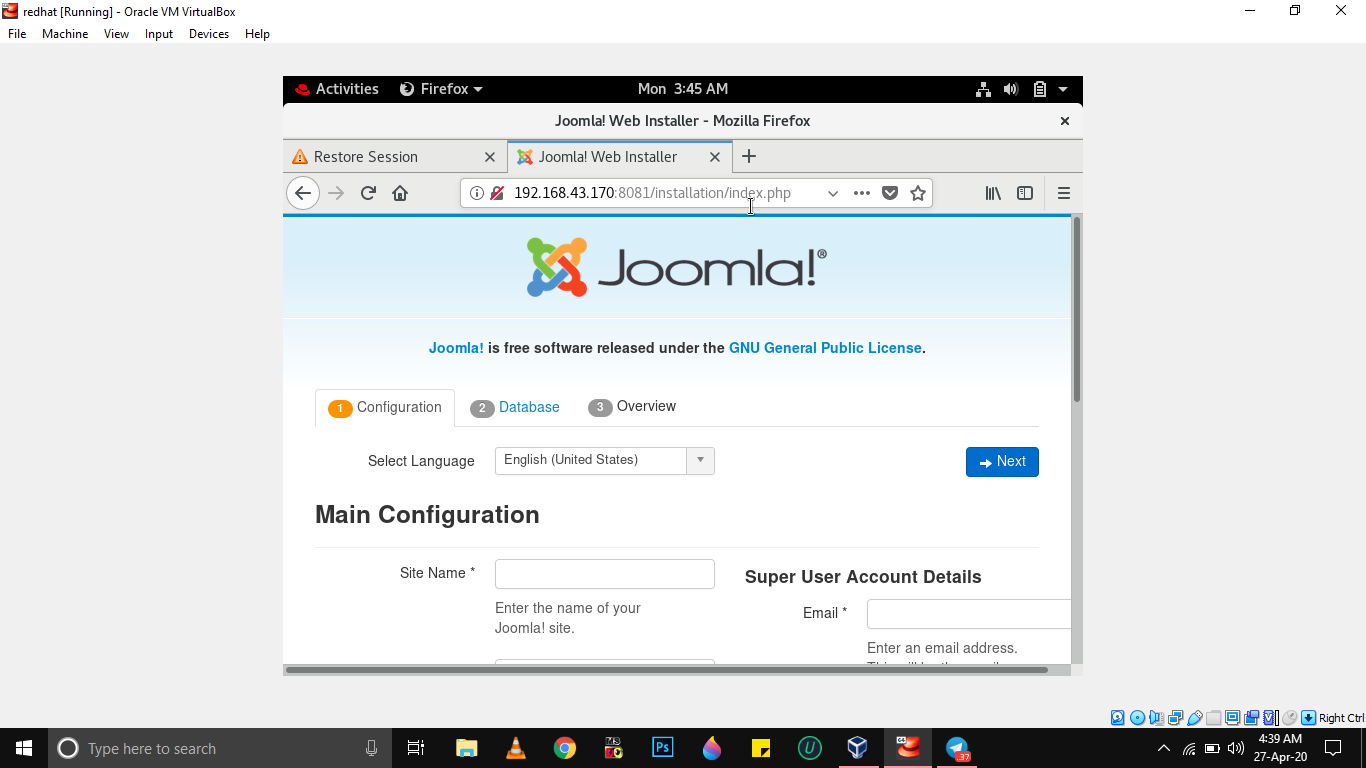 redhat [Running] - Oracle VM VirtualBox
File Machine View Input Devices Help
Activities Firefox Mon 3:45 AM
Joomla! Web Installer - Mozilla Firefox
Restore Session Joomla! Web Installer
192.168.43.170:8081/installation/index.php
Joomla!®
Joomla! is free software released under the GNU General Public License.
1 Configuration 2 Database 3 Overview
Select Language English (United States) Next
Main Configuration
Site Name *
Super User Account Details
Enter the name of your
Joomla! site.
Email *
Enter an email address.
Right Ctrl
Type here to search
Ps
U
37
4:39 AM
27-Apr-20